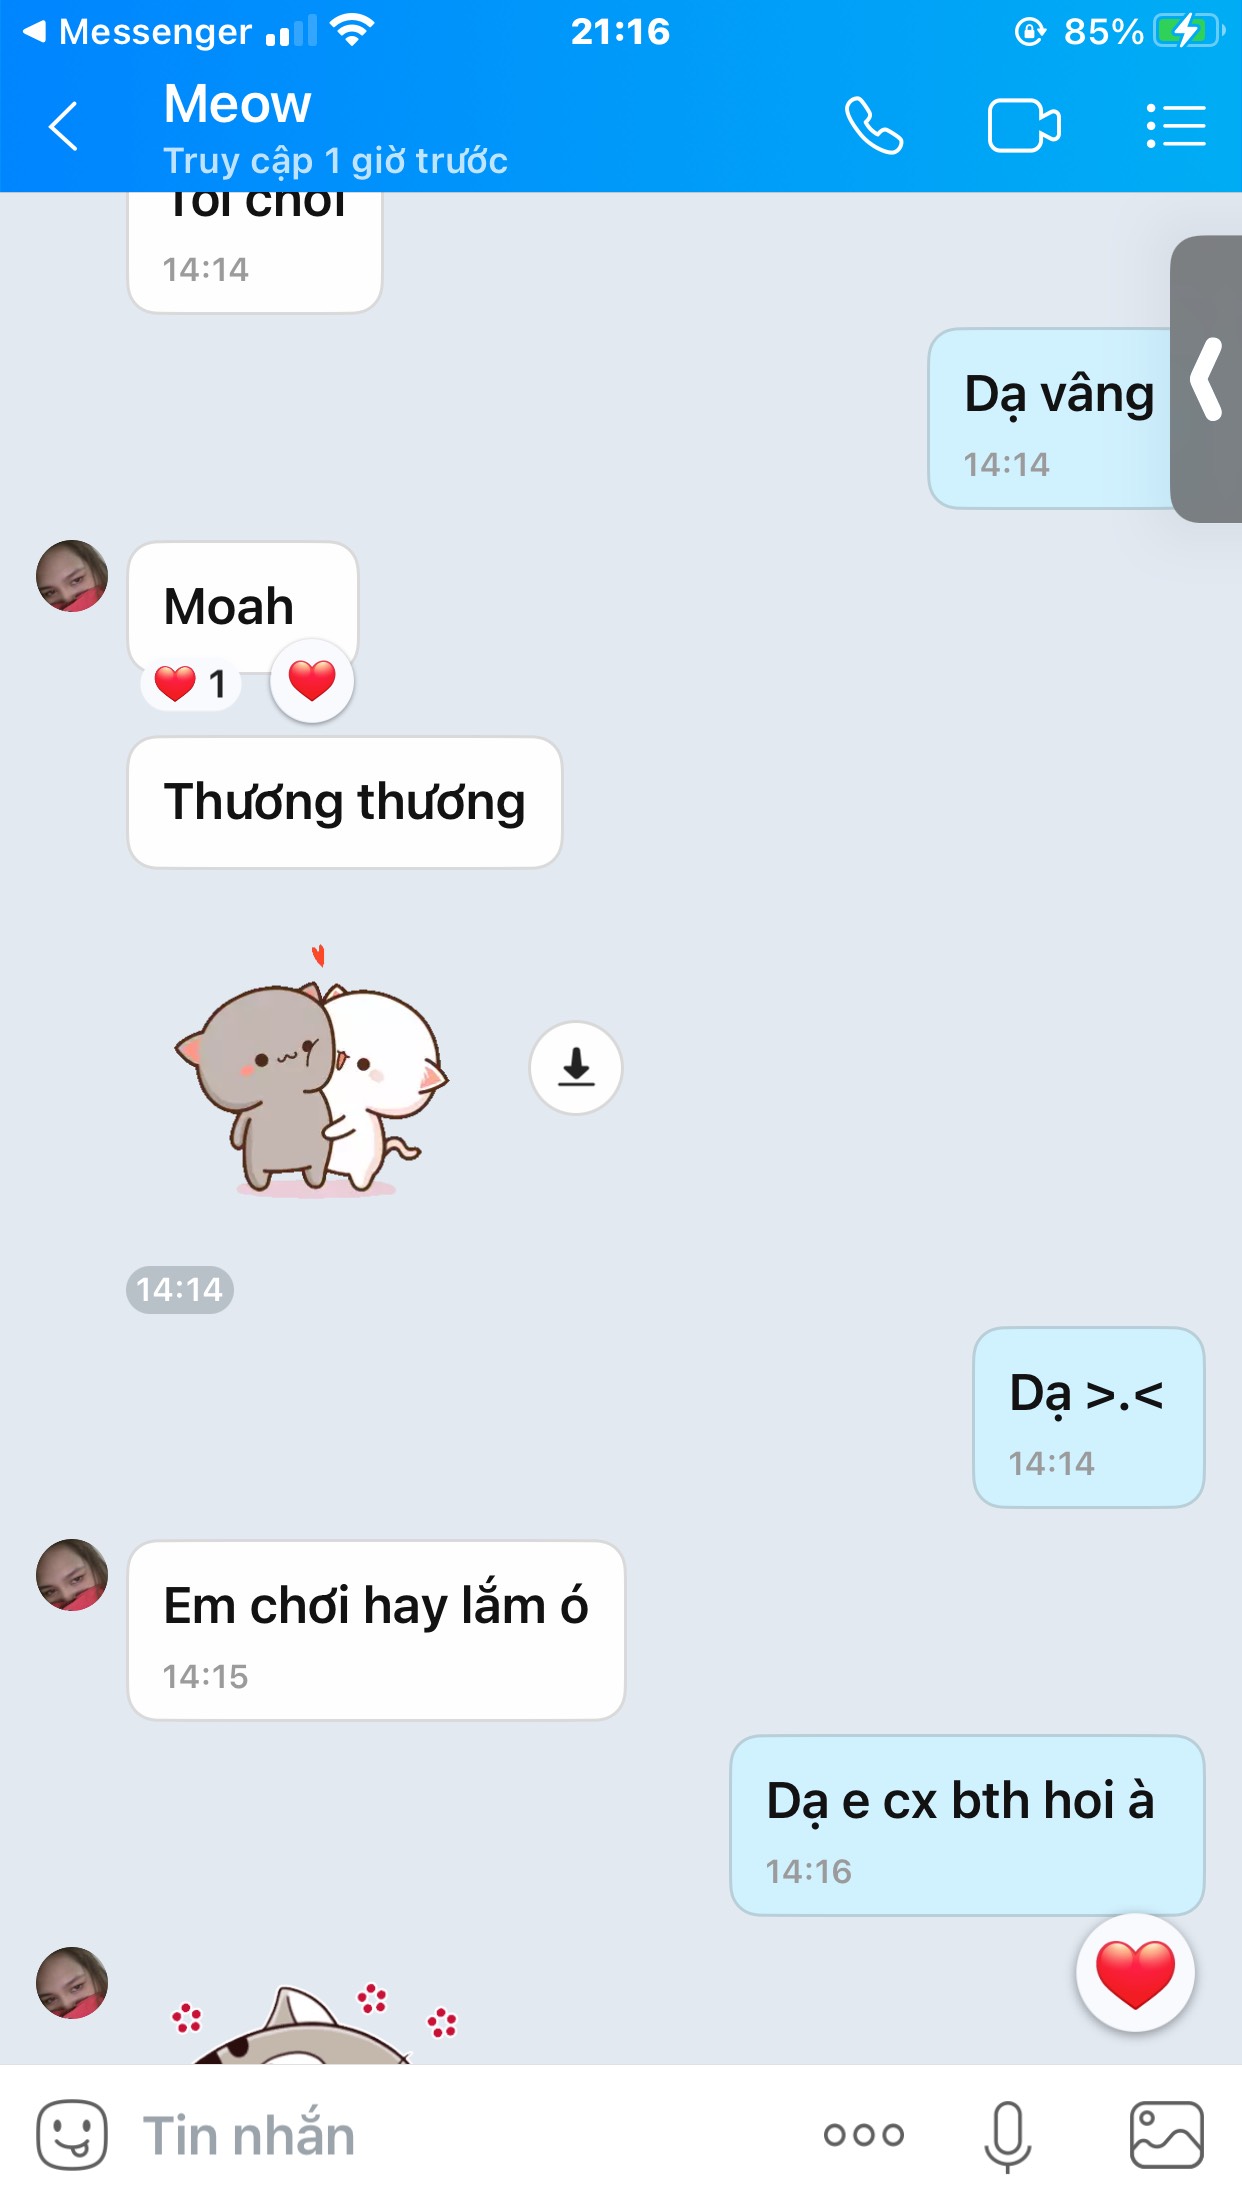 Messenger
21:16
85%
Meow
Truy cập 1 giờ trước
Tối chơi
14:14
Dạ vâng
14:14
Moah
1
Thương thương
14:14
Dạ >.<
14:14
Em chơi hay lắm ó
14:15
Dạ e cx bth hoi à
14:16
Tin nhắn